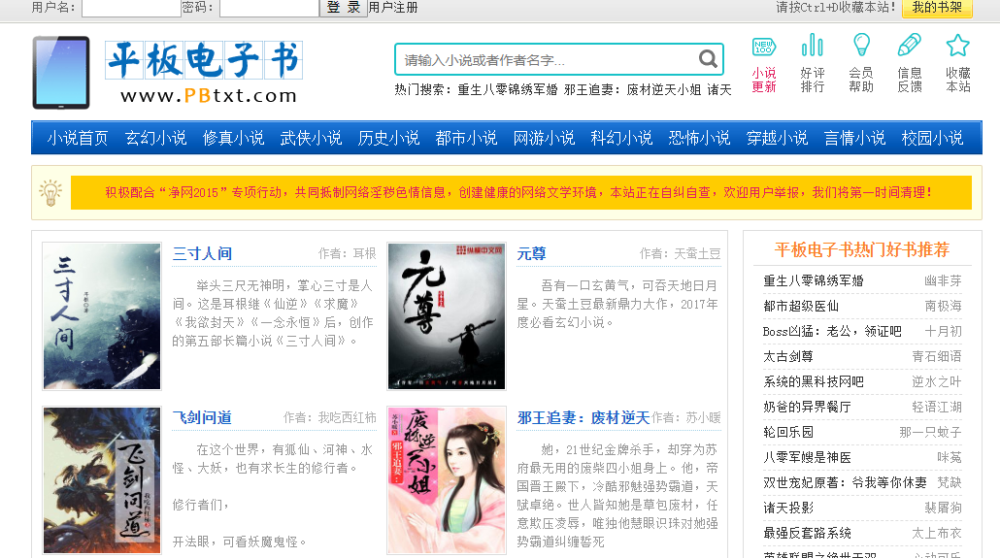 用户名： 密码： 登 录 用户注册 请按Ctrl+D收藏本站！ 我的书架
平板电子书
www.PBtxt.com
请输入小说或者作者名字...
热门搜索：重生八零锦绣军婚 邪王追妻：废材逆天小姐 诸天
NEW 100
小说更新
好评排行
会员帮助
信息反馈
收藏本站
小说首页 玄幻小说 修真小说 武侠小说 历史小说 都市小说 网游小说 科幻小说 恐怖小说 穿越小说 言情小说 校园小说
积极配合“净网2015”专项行动，共同抵制网络淫秽色情信息，创建健康的网络文学环境，本站正在自纠自查，欢迎用户举报，我们将第一时间清理！
三寸人间
三寸人间 作者：耳根
举头三尺无神明，掌心三寸是人
间。这是耳根继《仙逆》《求魔》
《我欲封天》《一念永恒》后，创作
的第五部长篇小说《三寸人间》。
纵横中文网
元尊
元尊 作者：天蚕土豆
吾有一口玄黄气，可吞天地日月
星。天蚕土豆最新鼎力大作，2017年
度必看玄幻小说。
飞剑问道
我吃西红柿
飞剑问道 作者：我吃西红柿
在这个世界，有狐仙、河神、水
怪、大妖，也有求长生的修行者。
修行者们，
开法眼，可看妖魔鬼怪。
苏小暖
邪王追妻：
废材逆天小姐
邪王追妻：废材逆天 作者：苏小暖
她，21世纪金牌杀手，却穿为苏
府最无用的废柴四小姐身上。他，帝
国晋王殿下，冷酷邪魅强势霸道，天
赋卓绝。世人皆知她是草包废材，任
意欺压凌辱，唯独他慧眼识珠对她强
势霸道纠缠誓死
平板电子书热门好书推荐
重生八零锦绣军婚 幽非芽
都市超级医仙 南极海
Boss凶猛：老公，领证吧 十月初
太古剑尊 青石细语
系统的黑科技网吧 逆水之叶
奶爸的异界餐厅 轻语江湖
轮回乐园 那一只蚊子
八零军嫂是神医 咪莵
双世宠妃原著：爷我等你休妻 梵缺
诸天投影 裴屠狗
最强反套路系统 太上布衣